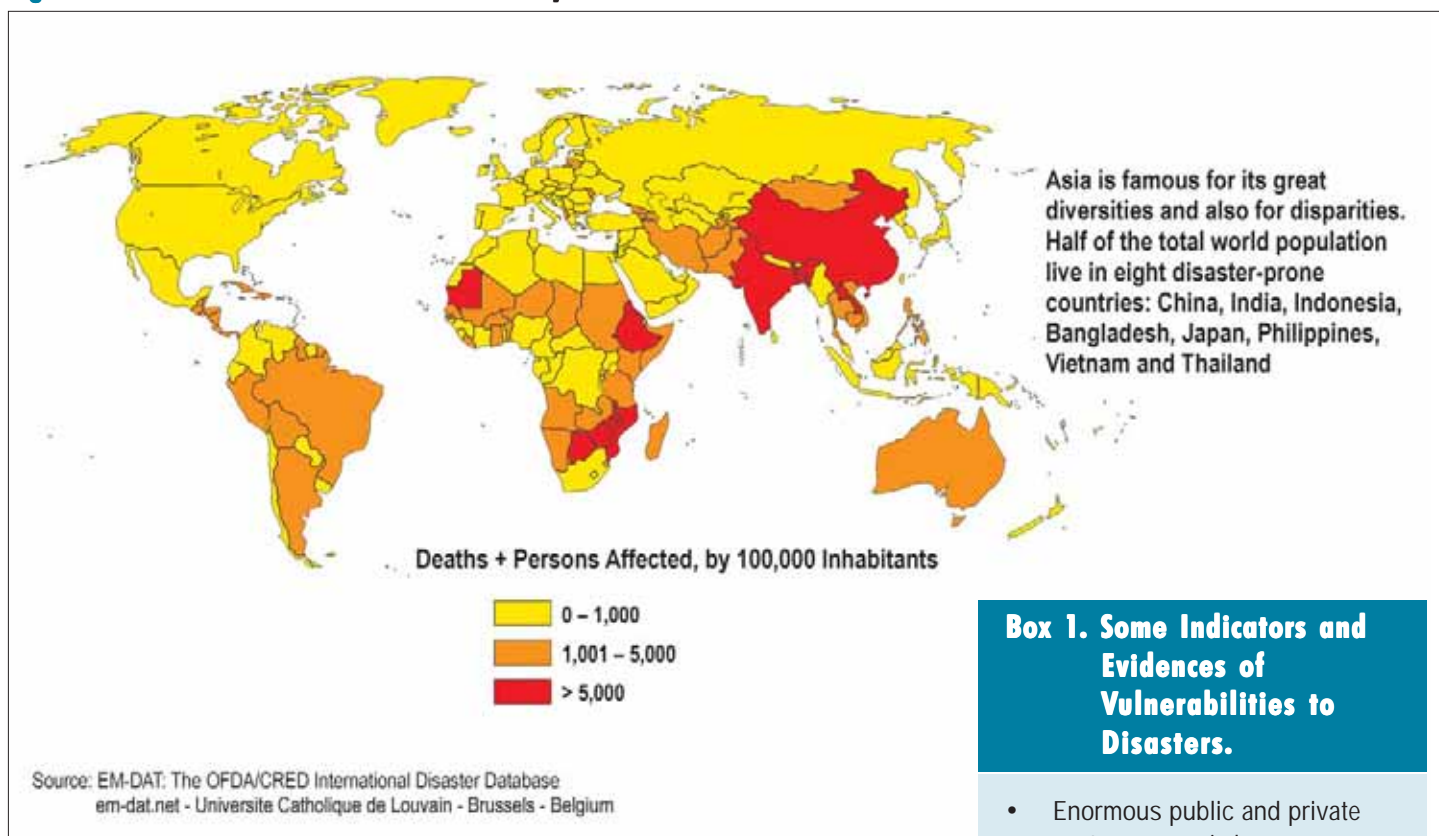 Asia is famous for its great
diversities and also for disparities.
Half of the total world population
live in eight disaster-prone
countries: China, India, Indonesia,
Bangladesh, Japan, Philippines,
Vietnam and Thailand
Deaths + Persons Affected, by 100,000 Inhabitants
0 – 1,000
1,001 – 5,000
> 5,000
Source: EM-DAT: The OFDA/CRED International Disaster Database
em-dat.net - Universite Catholique de Louvain - Brussels - Belgium
Box 1. Some Indicators and
Evidences of
Vulnerabilities to
Disasters.
• Enormous public and private